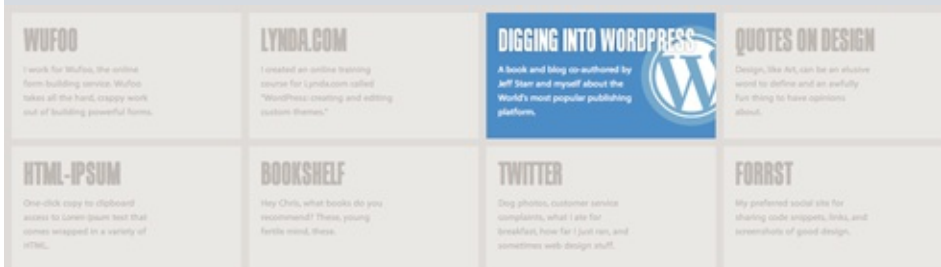 WUFOO
I work for Wufoo, the online
form building service. Wufoo
takes all the hard, crappy work
out of building powerful forms.
LYNDA.COM
I created an online training
course for Lynda.com called
"WordPress: creating and editing
custom themes."
DIGGING INTO WORDPRESS
A book and blog co-authored by
Jeff Starr and myself about the
World's most popular publishing
platform.
QUOTES ON DESIGN
Design, like Art, can be an elusive
word to define and an awfully
fun thing to have opinions
about.
HTML-IPSUM
One-click copy to clipboard
access to Lorem Ipsum text that
comes wrapped in a variety of
HTML.
BOOKSHELF
Hey Chris, what books do you
recommend? These, young
fertile mind, these.
TWITTER
Dog photos, customer service
complaints, what I ate for
breakfast, how far I just ran, and
sometimes web design stuff.
FORRST
My preferred social site for
sharing code snippets, links, and
screenshots of good design.